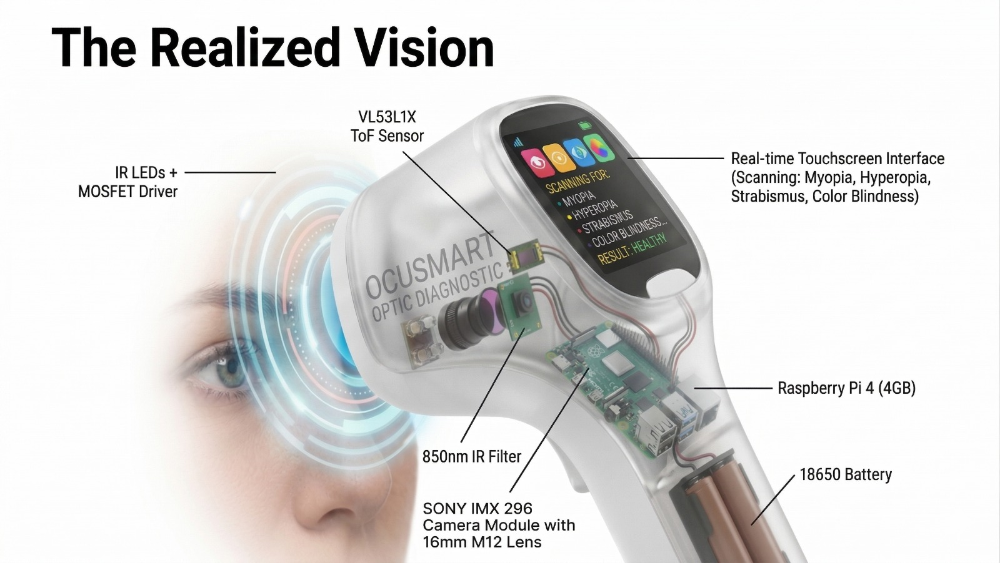 The Realized Vision
VL53L1X
ToF Sensor
IR LEDs +
MOSFET Driver
Real-time Touchscreen Interface
(Scanning: Myopia, Hyperopia,
Strabismus, Color Blindness)
SCANNING FOR:
• MYOPIA
• HYPEROPIA
• STRABISMUS
• COLOR BLINDNESS...
RESULT: HEALTHY
OCUSMART
OPTIC DIAGNOSTIC
Raspberry Pi 4 (4GB)
850nm IR Filter
18650 Battery
SONY IMX 296
Camera Module with
16mm M12 Lens